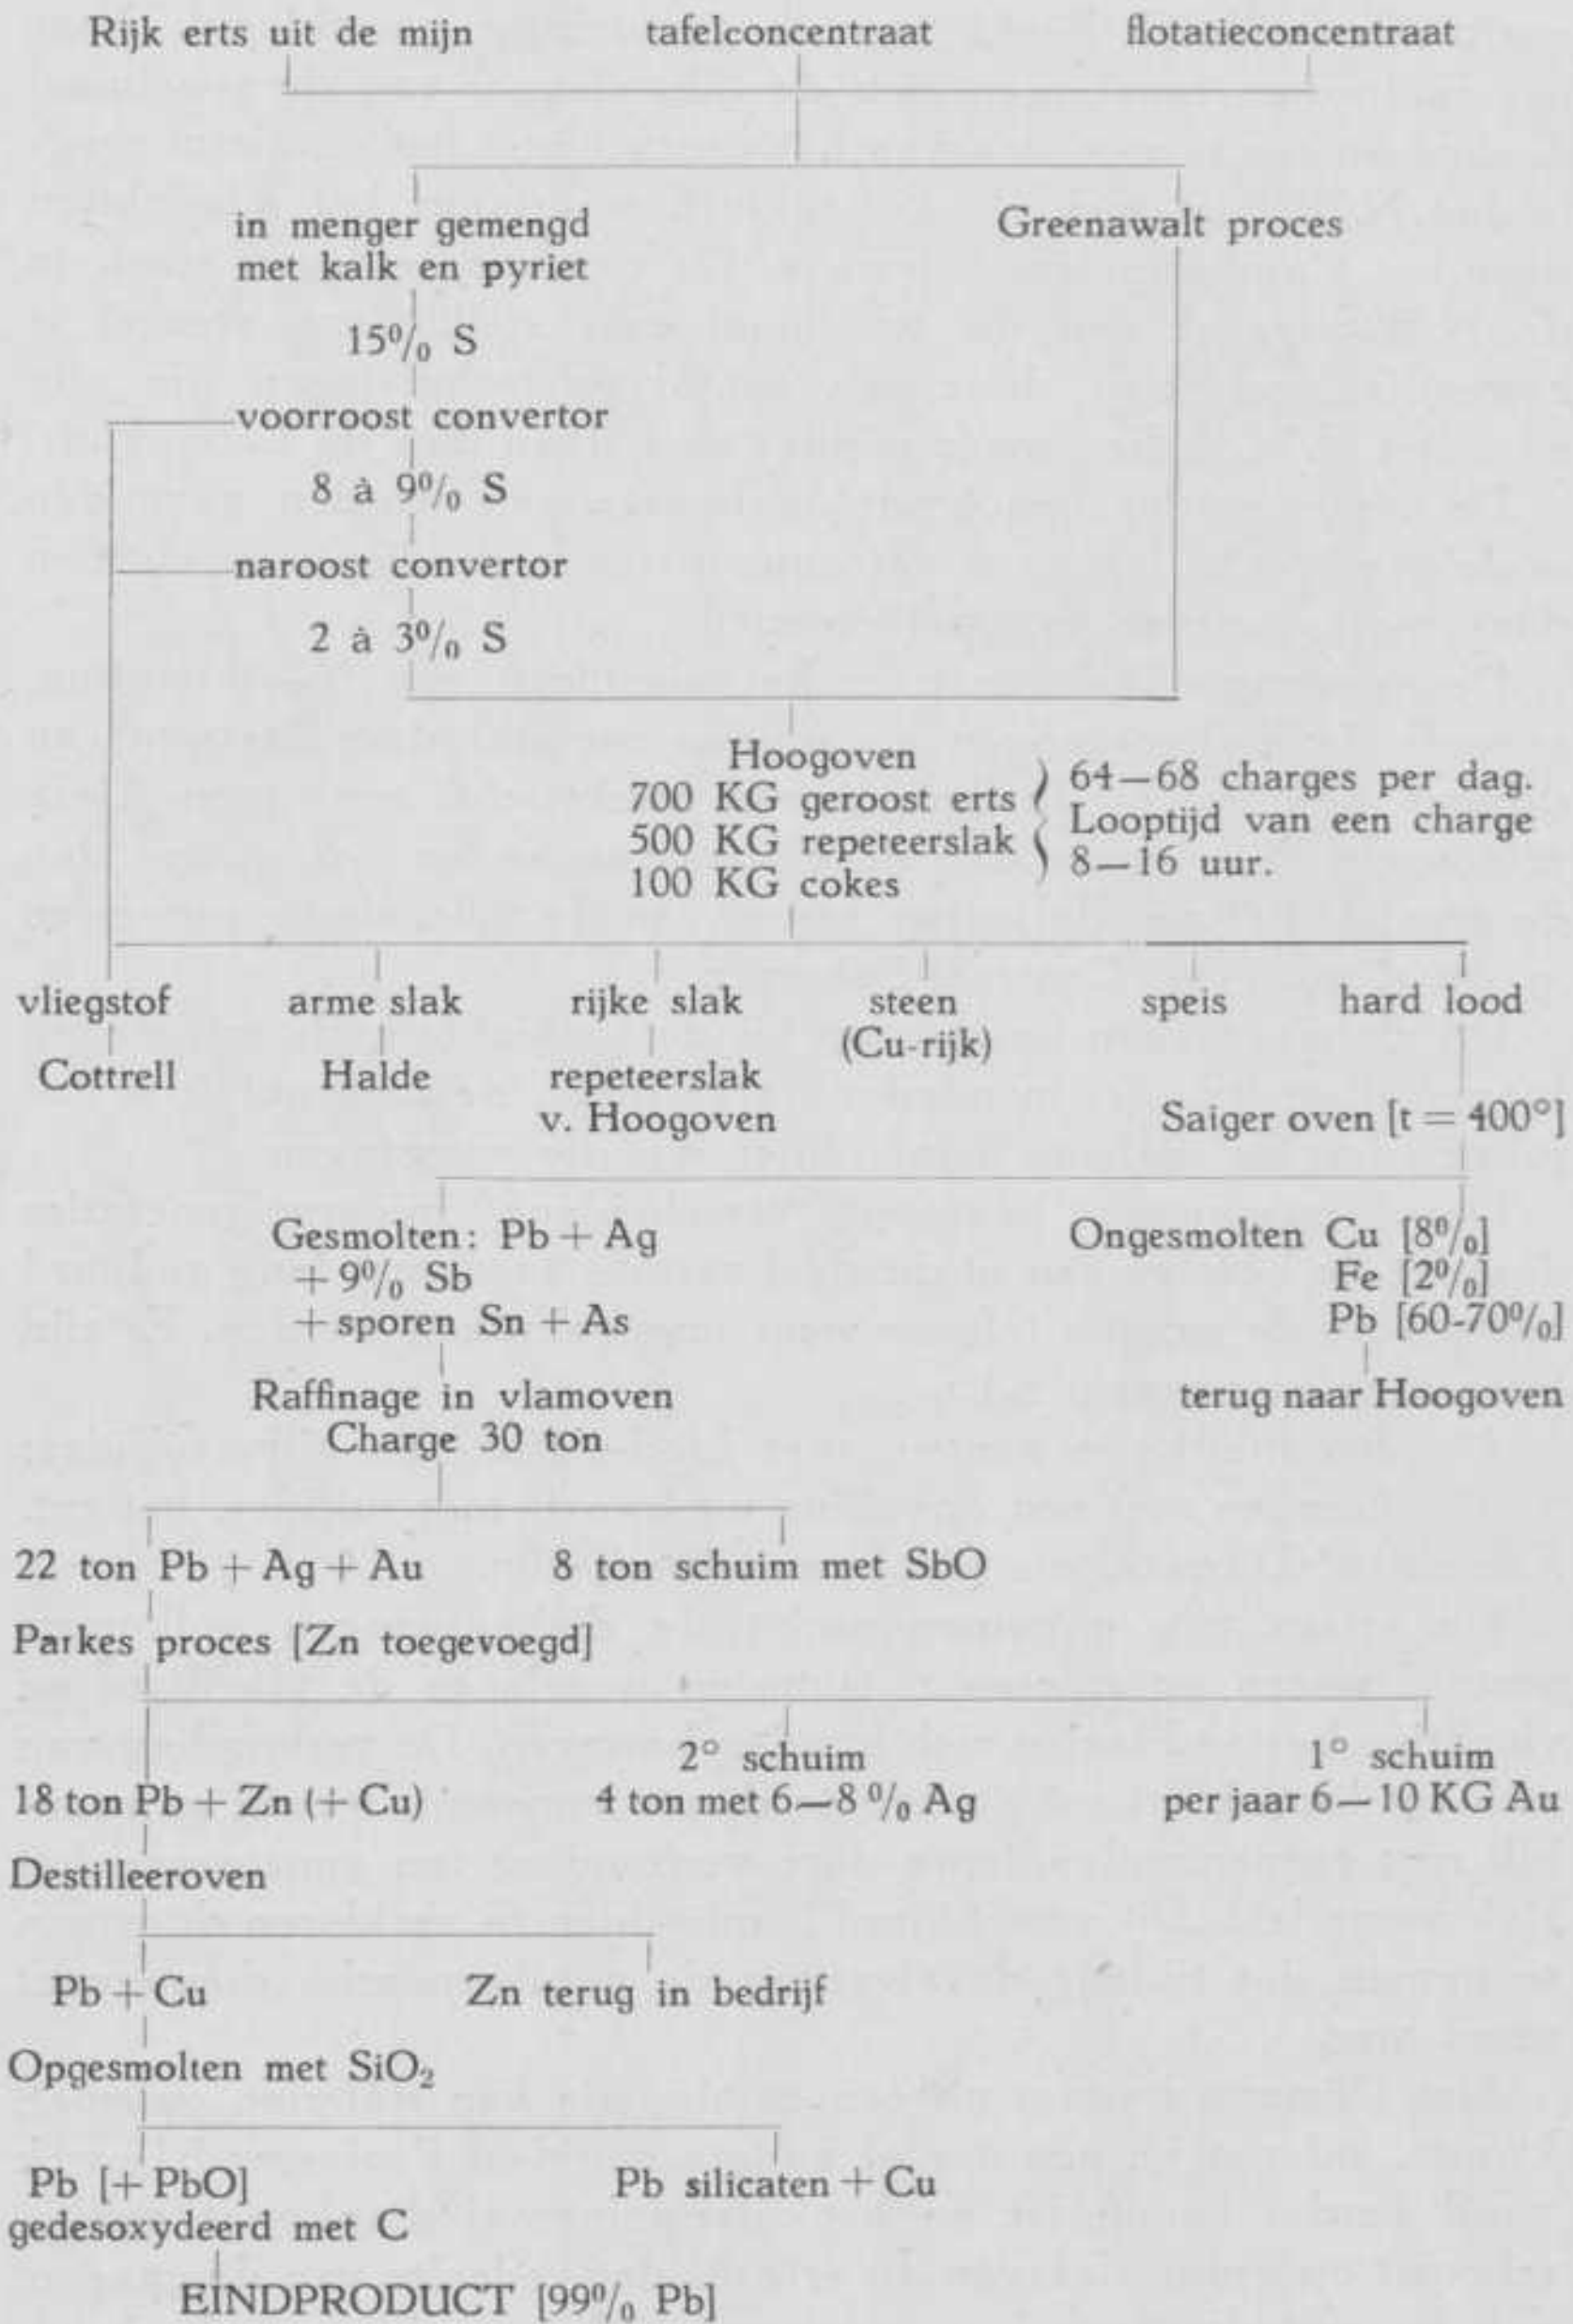 Rijk erts uit de mijn tafelconcentraat flotatieconcentraat
in menger gemengd
met kalk en pyriet
Greenawalt proces
15% S
voorroost convertor
8 à 9% S
naroost convertor
2 à 3% S
Hoogoven
700 KG geroost erts
500 KG repeteerslak
100 KG cokes
64—68 charges per dag.
Looptijd van een charge
8—16 uur.
vliegstof arme slak rijke slak steen speis hard lood
(Cu-rijk)
Cottrell Halde repeteerslak
v. Hoogoven
Saiger oven [t = 400°]
Gesmolten: Pb + Ag
+ 9% Sb
+ sporen Sn + As
Ongesmolten Cu [8%]
Fe [2%]
Pb [60-70%]
Raffinage in vlamoven
Charge 30 ton
terug naar Hoogoven
22 ton Pb + Ag + Au 8 ton schuim met SbO
Parkes proces [Zn toegevoegd]
18 ton Pb + Zn (+ Cu)
2° schuim
4 ton met 6—8 % Ag
1° schuim
per jaar 6—10 KG Au
Destilleeroven
Pb + Cu Zn terug in bedrijf
Opgesmolten met SiO₂
Pb [+ PbO] Pb silicaten + Cu
gedesoxydeerd met C
EINDPRODUCT [99% Pb]